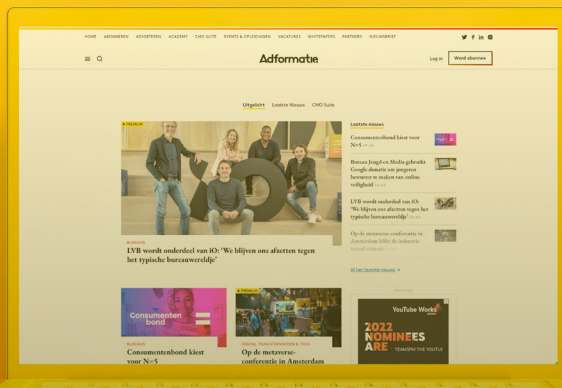 HOME ABONNEREN ADVERTEREN ACADEMY CMO SUITE EVENTS & OPLEIDINGEN VACATURES WHITEPAPERS PARTNERS NIEUWSBRIEF
Adformatie
Log in Word abonnee
Uitgelicht Laatste Nieuws CMO Suite
PREMIUM
BUREAUS
LVB wordt onderdeel van iO: ‘We blijven ons afzetten tegen
het typische bureauwereldje’
Laatste nieuws
Consumentenbond kiest voor
N=5
Bureau Jeugd en Media gebruikt
Google-donatie om jongeren
bewuster te maken van online
veiligheid
LVB wordt onderdeel van iO:
‘We blijven ons afzetten tegen het
typische bureauwereldje’
Op de metaverse-conferentie in
Amsterdam blikt de industrie
Al het laatste nieuws
Consumenten
bond
BUREAUS
Consumentenbond kiest
voor N=5
PREMIUM
DIGITAL TRANSFORMATION & TECH
Op de metaverse-
conferentie in Amsterdam
YouTube Works
2022
NOMINEES
ARE